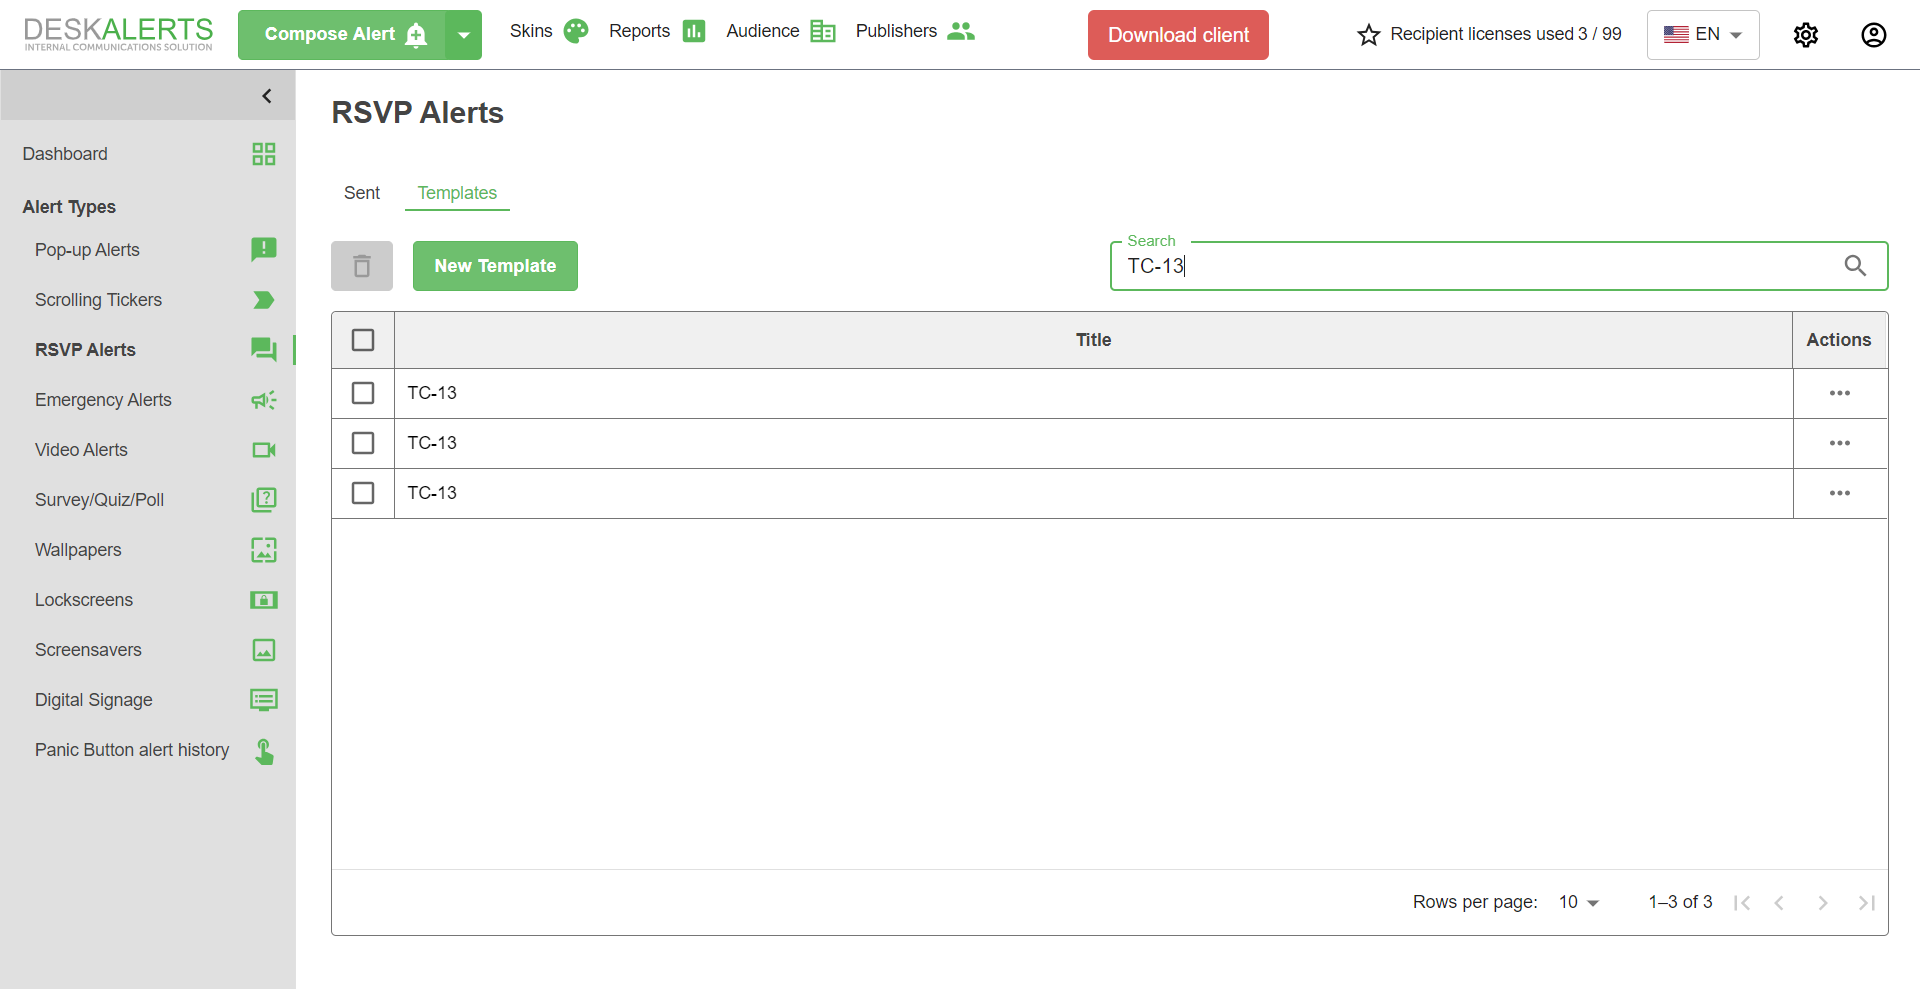 DESKALERTS
INTERNAL COMMUNICATIONS SOLUTION
Compose Alert
Skins
Reports
Audience
Publishers
Download client
Recipient licenses used 3 / 99
EN
RSVP Alerts
Dashboard
Alert Types
Pop-up Alerts
Scrolling Tickers
RSVP Alerts
Emergency Alerts
Video Alerts
Survey/Quiz/Poll
Wallpapers
Lockscreens
Screensavers
Digital Signage
Panic Button alert history
Sent
Templates
New Template
Search
TC-13
Title
Actions
TC-13
TC-13
TC-13
Rows per page:
10
1–3 of 3